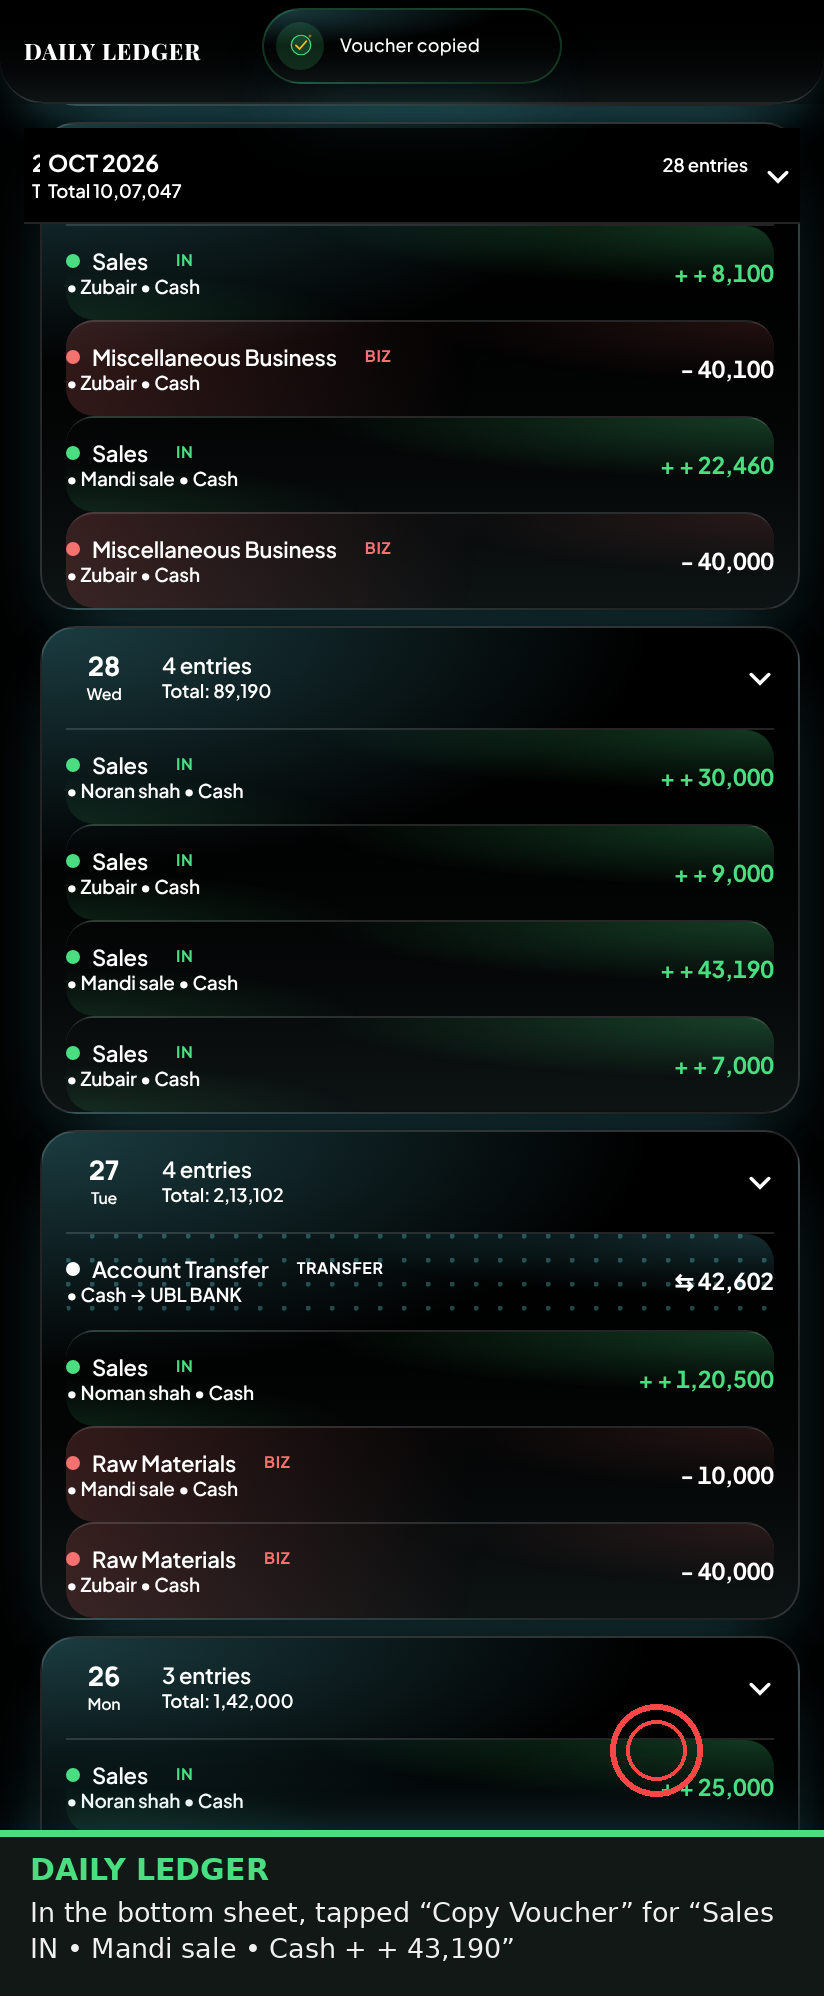 DAILY LEDGER
Voucher copied
2 OCT 2026
28 entries
T Total 10,07,047
Sales IN
• Zubair • Cash
+ + 8,100
Miscellaneous Business BIZ
• Zubair • Cash
– 40,100
Sales IN
• Mandi sale • Cash
+ + 22,460
Miscellaneous Business BIZ
• Zubair • Cash
– 40,000
28 4 entries
Wed Total: 89,190
Sales IN
• Noran shah • Cash
+ + 30,000
Sales IN
• Zubair • Cash
+ + 9,000
Sales IN
• Mandi sale • Cash
+ + 43,190
Sales IN
• Zubair • Cash
+ + 7,000
27 4 entries
Tue Total: 2,13,102
Account Transfer TRANSFER
• Cash → UBL BANK
⇆ 42,602
Sales IN
• Noman shah • Cash
+ + 1,20,500
Raw Materials BIZ
• Mandi sale • Cash
– 10,000
Raw Materials BIZ
• Zubair • Cash
– 40,000
26 3 entries
Mon Total: 1,42,000
Sales IN
• Noran shah • Cash
+ + 25,000
DAILY LEDGER
In the bottom sheet, tapped “Copy Voucher” for “Sales
IN • Mandi sale • Cash + + 43,190”